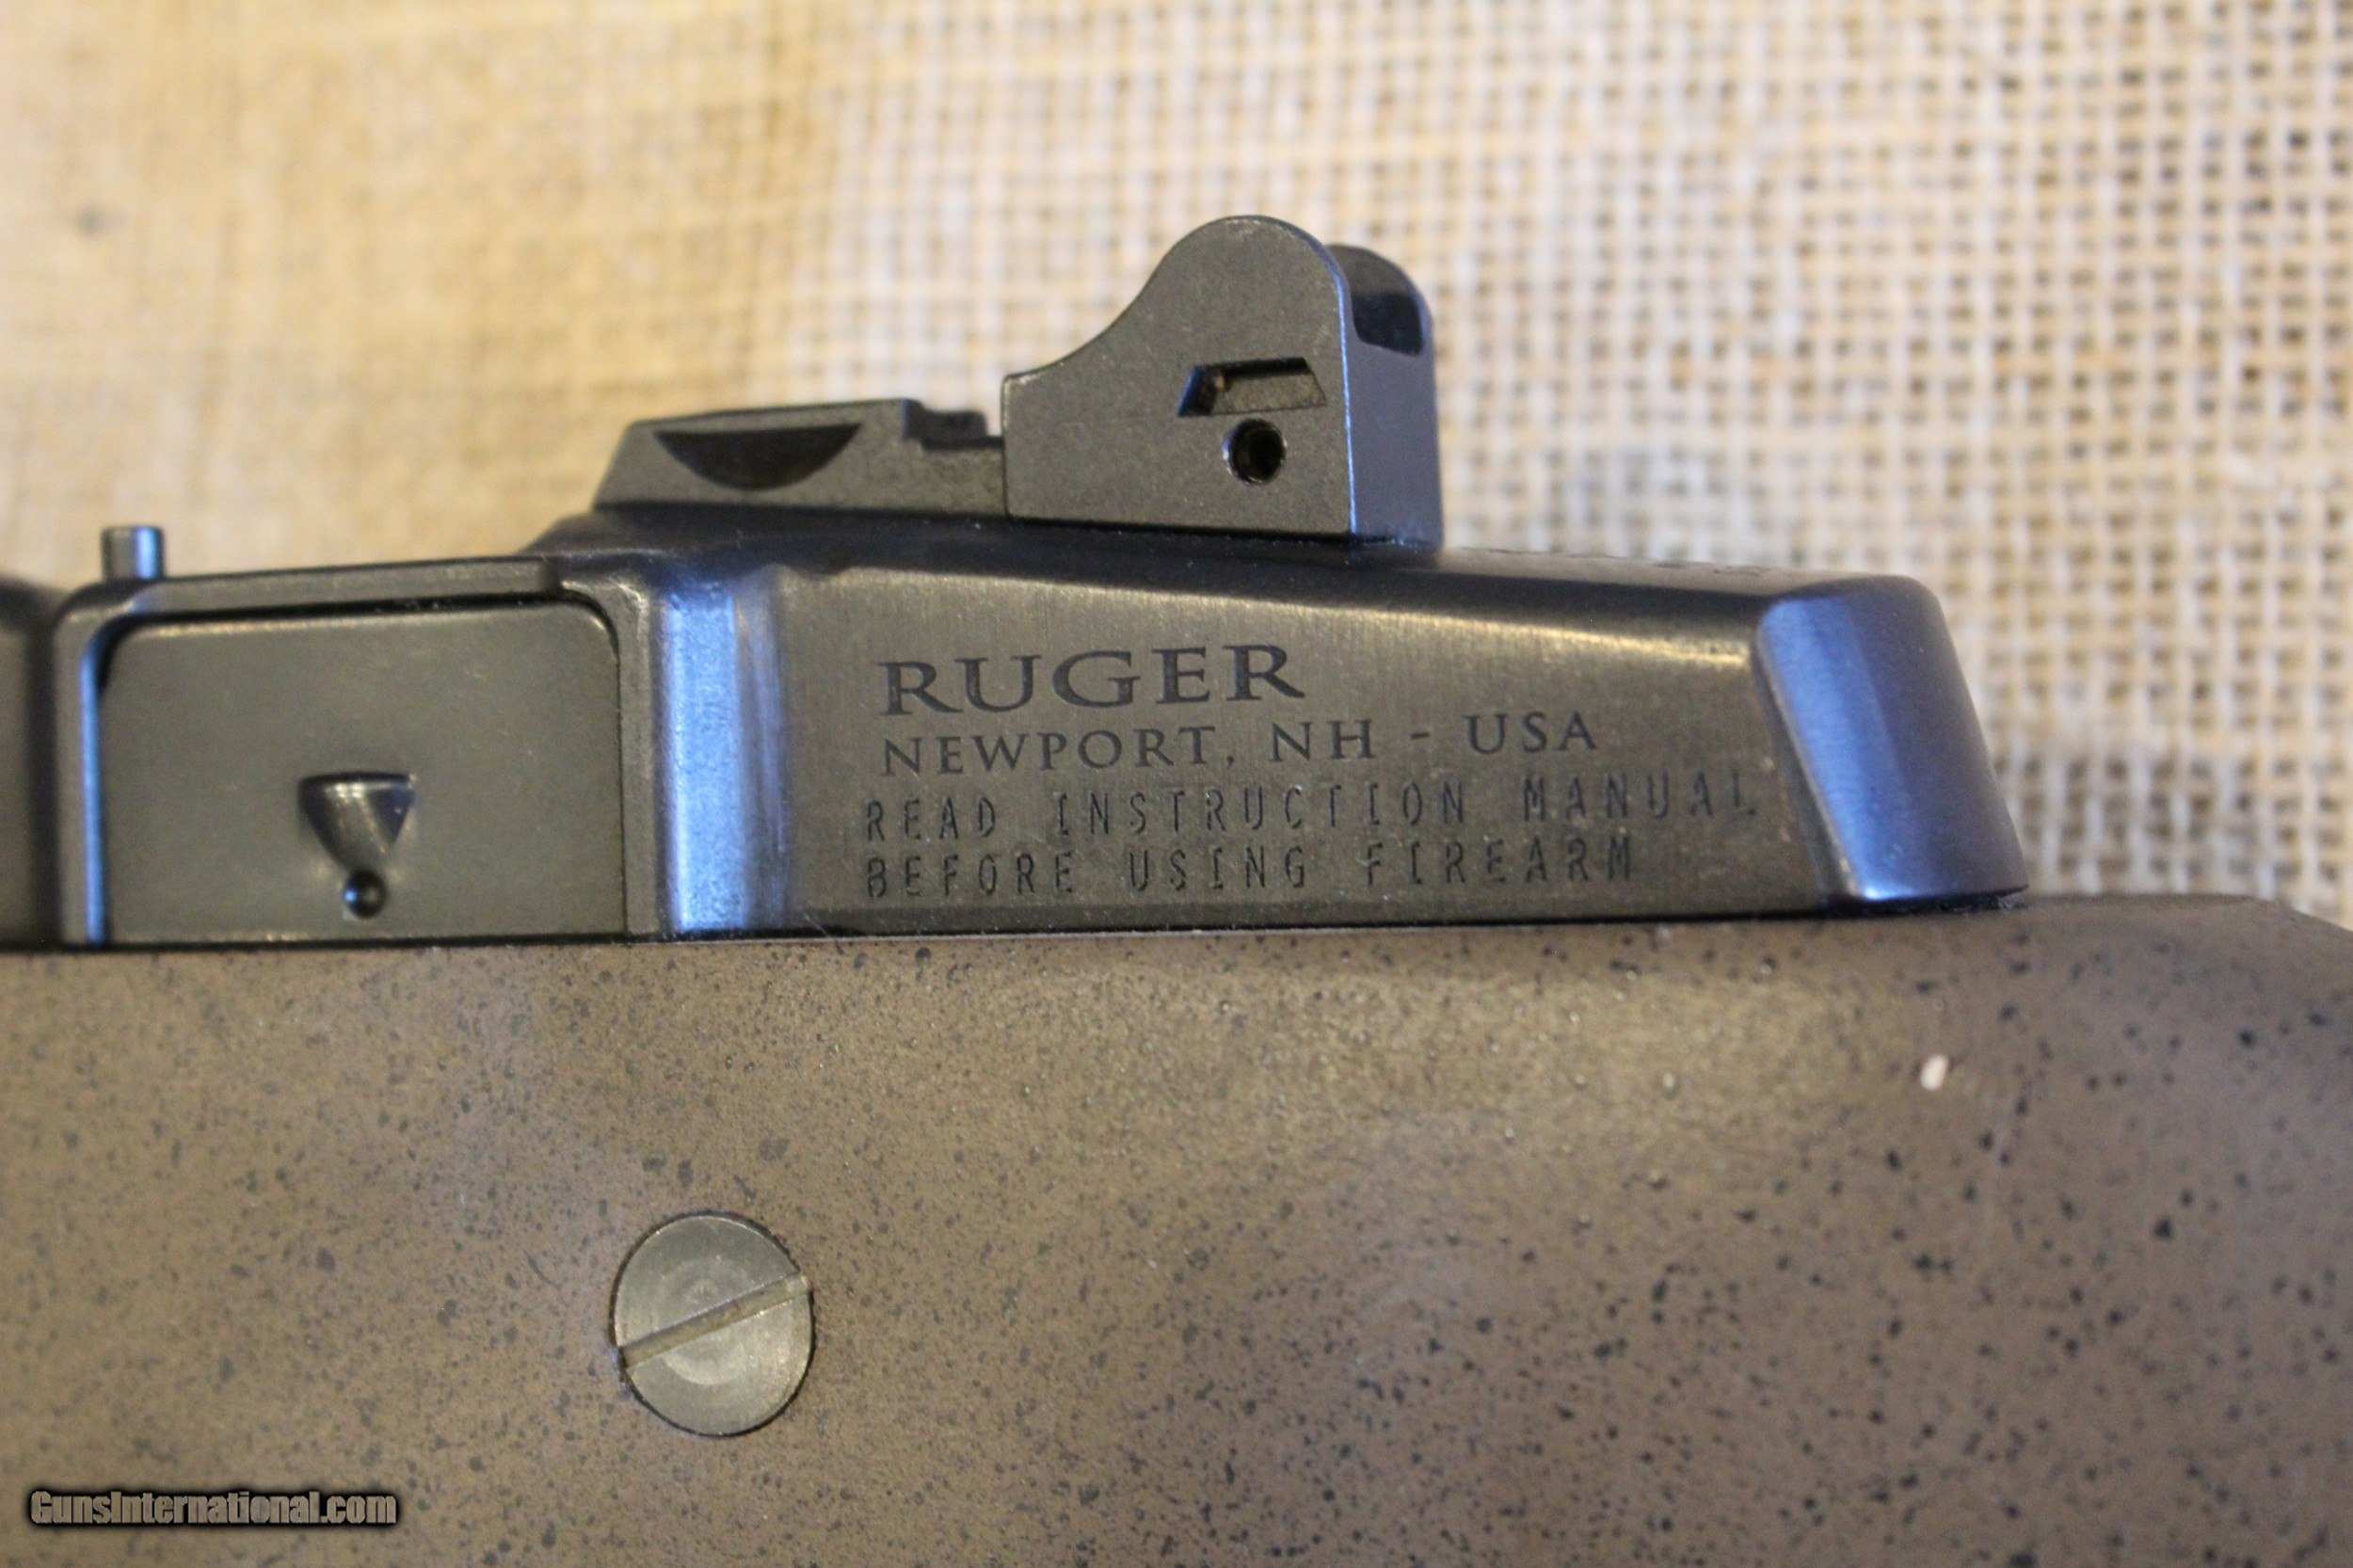 RUGER
NEWPORT, NH - USA
READ INSTRUCTION MANUAL
BEFORE USING FIREARM
GunsInternational.com